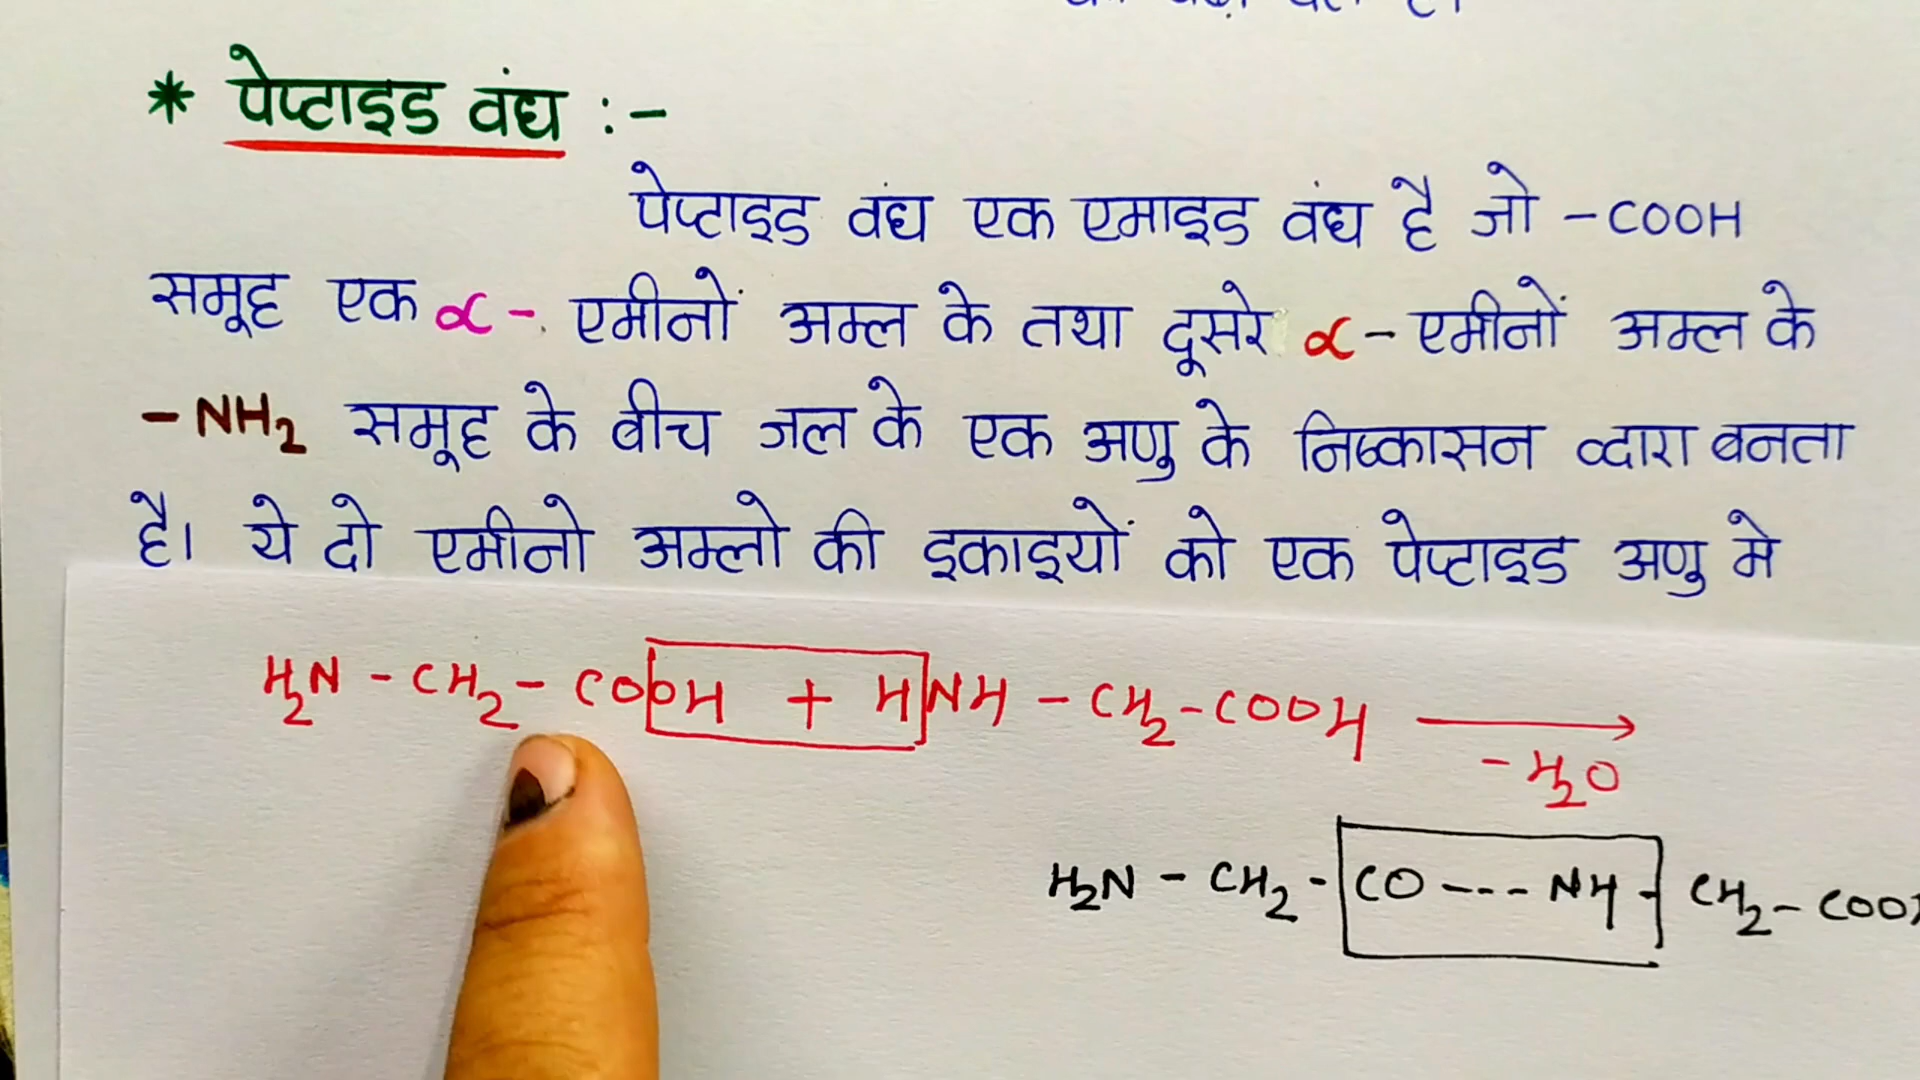 * पेप्टाइड वंध :-
पेप्टाइड वंध एक एमाइड वंध है जो -COOH
समूह एक α- एमीनों अम्ल के तथा दूसरे α- एमीनों अम्ल के
-NH₂ समूह के बीच जल के एक अणु के निष्कासन व्दारा बनता
है। ये दो एमीनो अम्लो की इकाइयों को एक पेप्टाइड अणु मे
H₂N - CH₂ - COOH + HNH - CH₂-COOH ⟶
-H₂O
H₂N - CH₂ - CO --- NH - CH₂ - COO